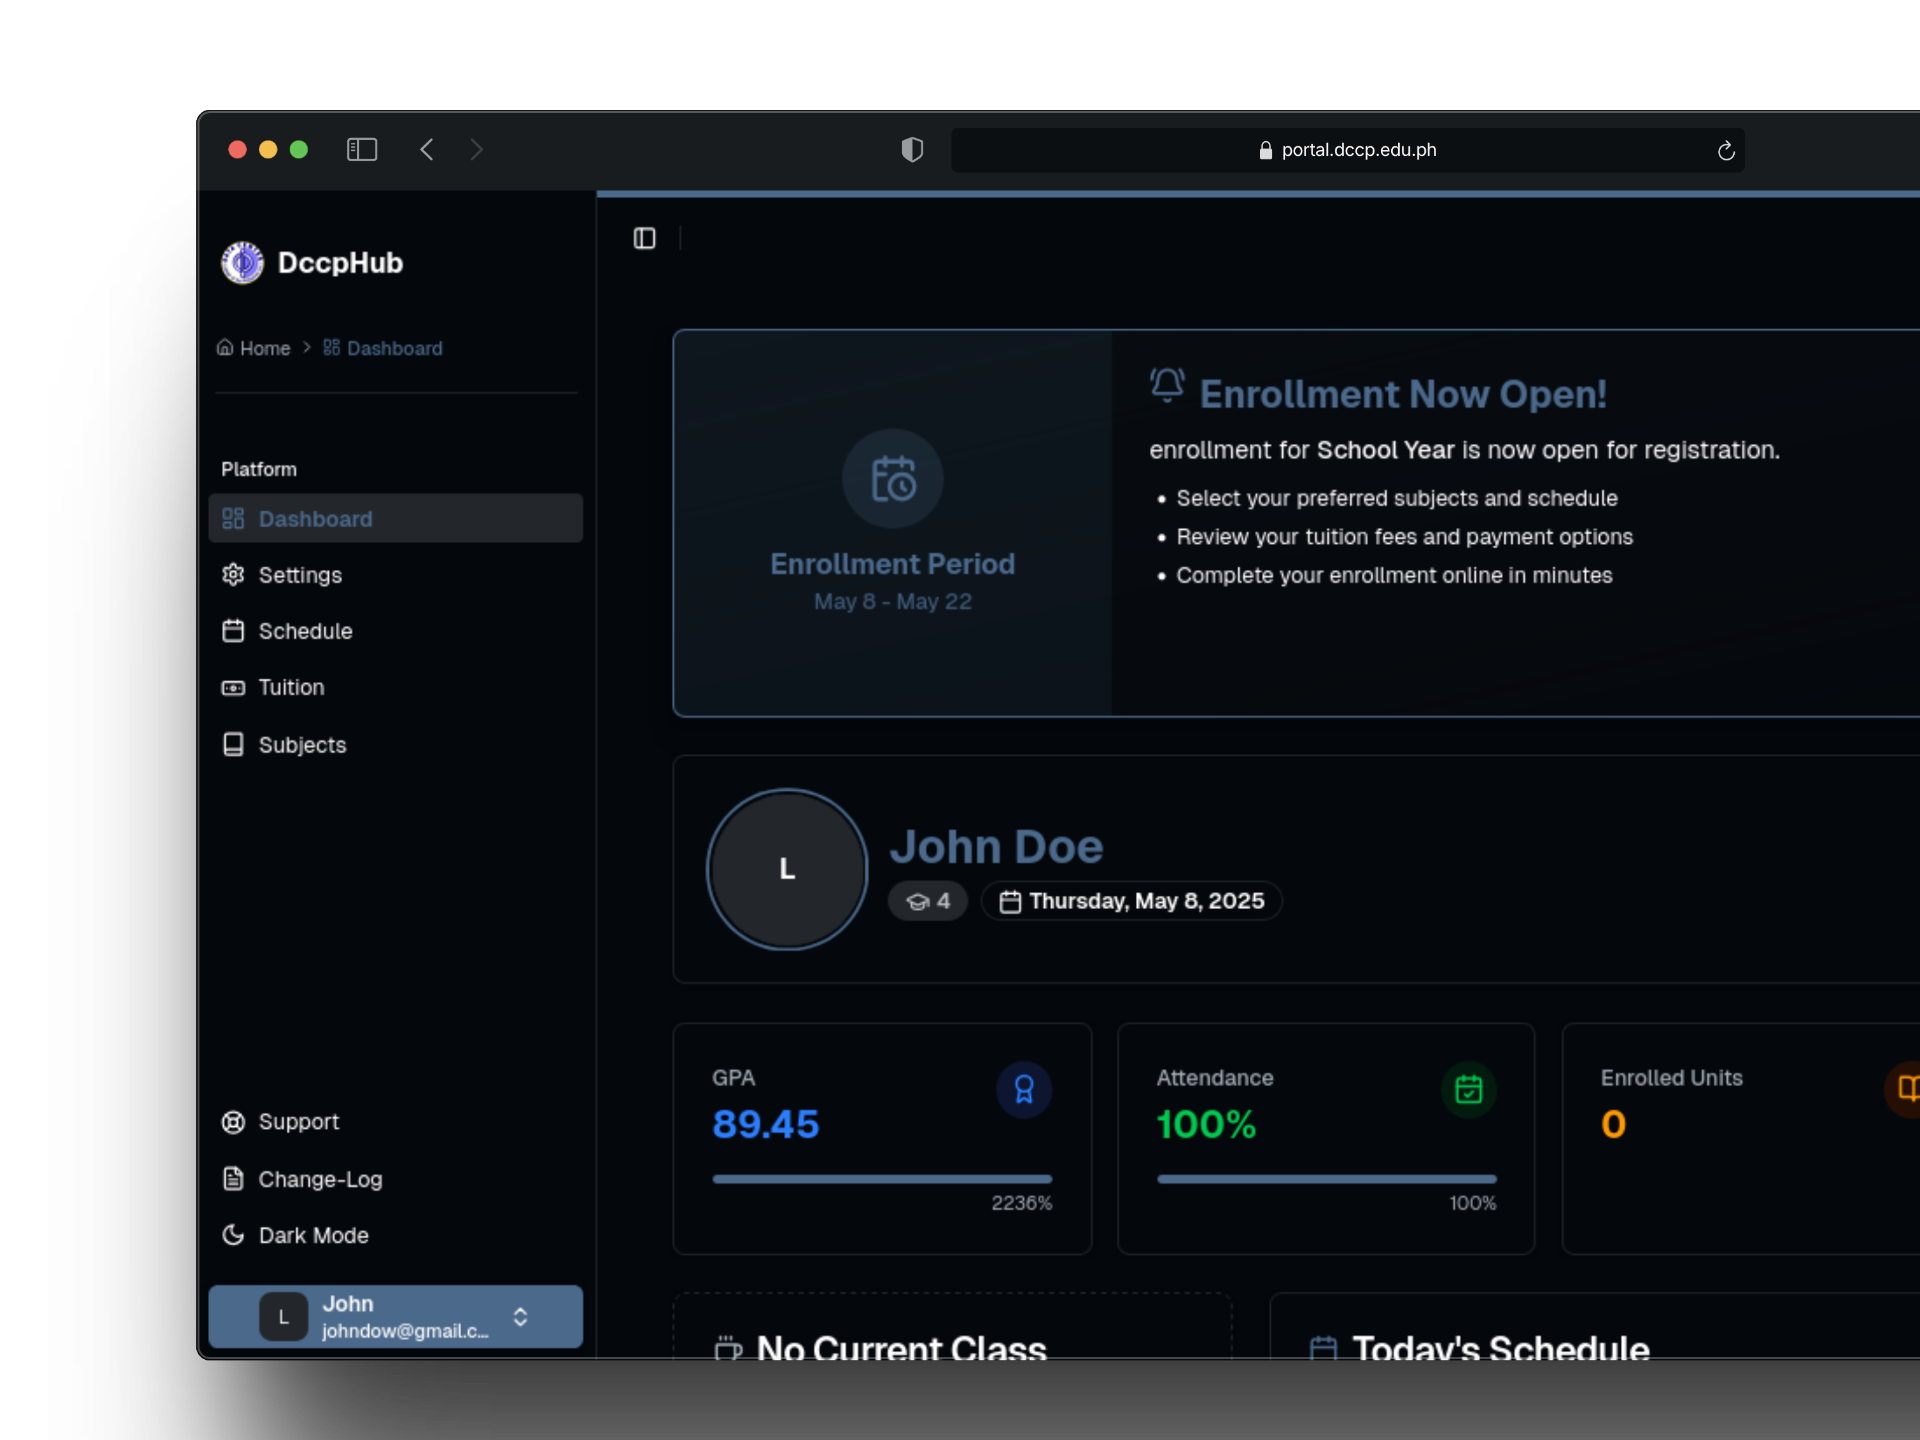 portal.dccp.edu.ph
DccpHub
Home > Dashboard
Platform
Dashboard
Settings
Schedule
Tuition
Subjects
Support
Change-Log
Dark Mode
L
John
johndow@gmail.c...
Enrollment Period
May 8 - May 22
Enrollment Now Open!
enrollment for School Year is now open for registration.
• Select your preferred subjects and schedule
• Review your tuition fees and payment options
• Complete your enrollment online in minutes
L
John Doe
4
Thursday, May 8, 2025
GPA
89.45
2236%
Attendance
100%
100%
Enrolled Units
0
No Current Class
Today's Schedule